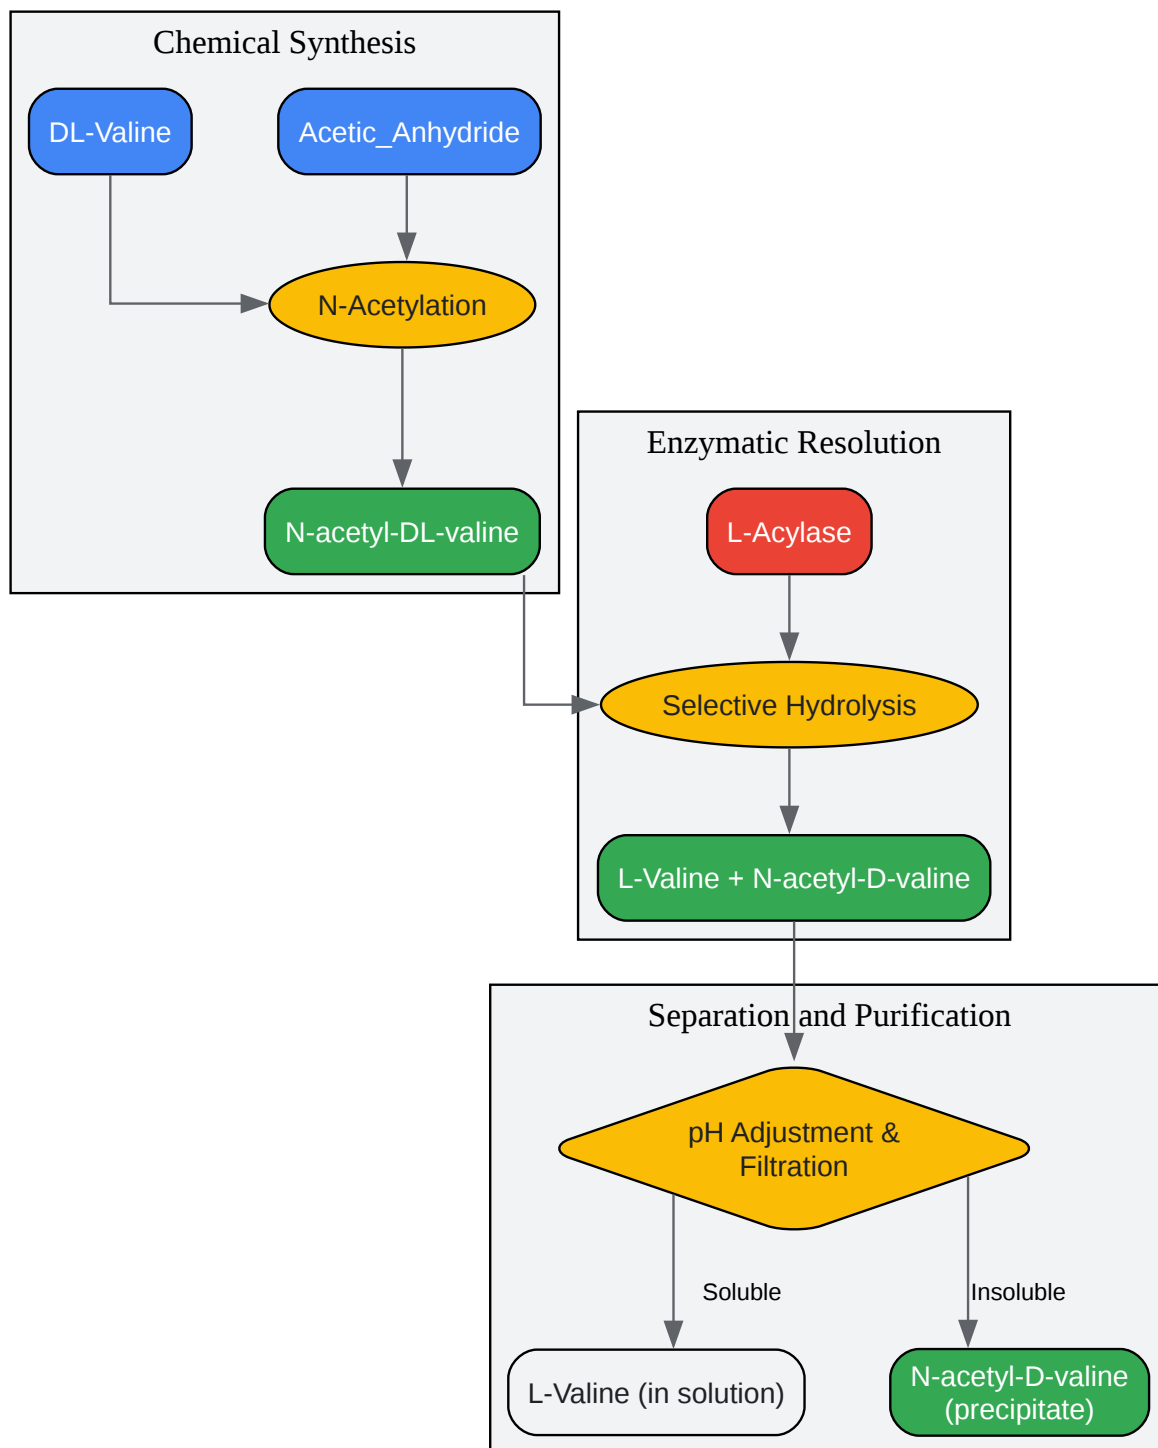 Chemical Synthesis
DL-Valine
Acetic_Anhydride
N-Acetylation
N-acetyl-DL-valine
Enzymatic Resolution
L-Acylase
Selective Hydrolysis
L-Valine + N-acetyl-D-valine
Separation and Purification
pH Adjustment &
Filtration
Soluble
Insoluble
L-Valine (in solution)
N-acetyl-D-valine
(precipitate)